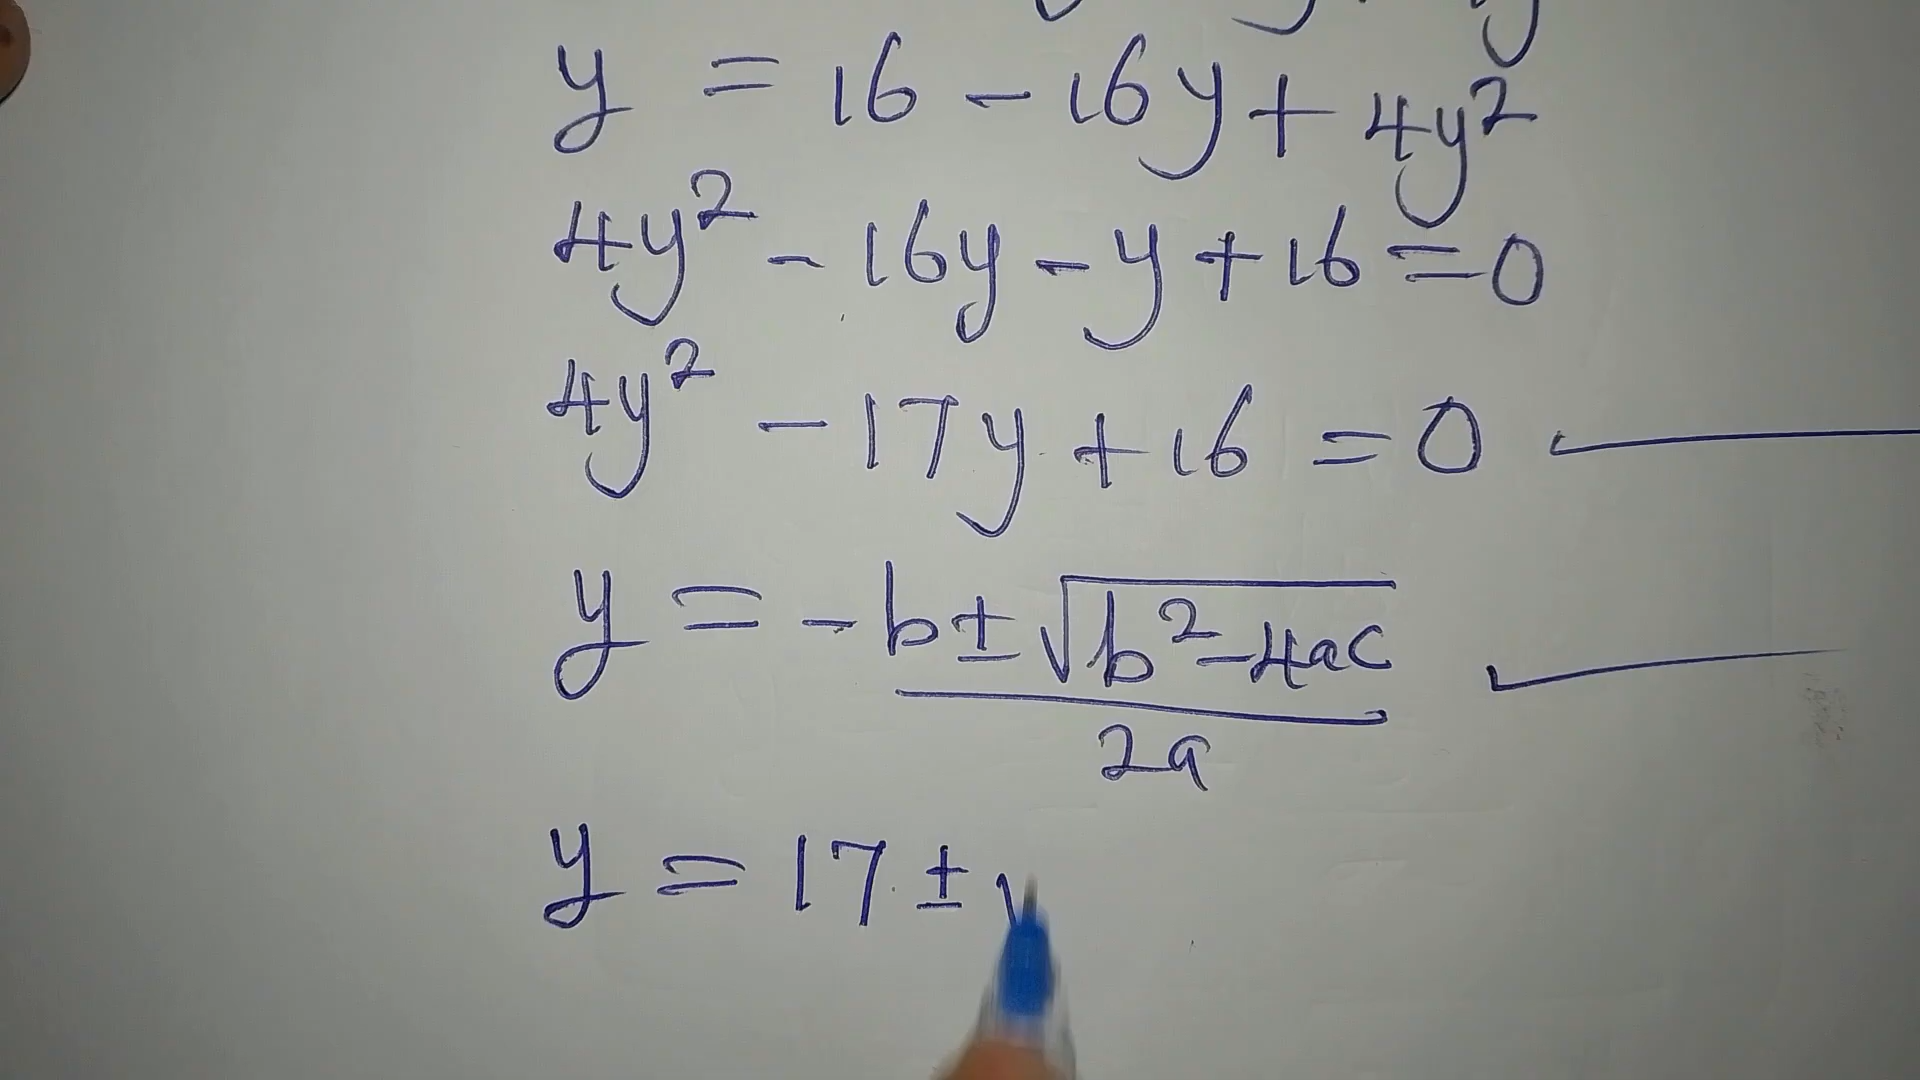 y = 16 - 16y + 4y²
4y² - 16y - y + 16 = 0
4y² - 17y + 16 = 0
y = -b ± √b² - 4ac
2a
y = 17 ± √